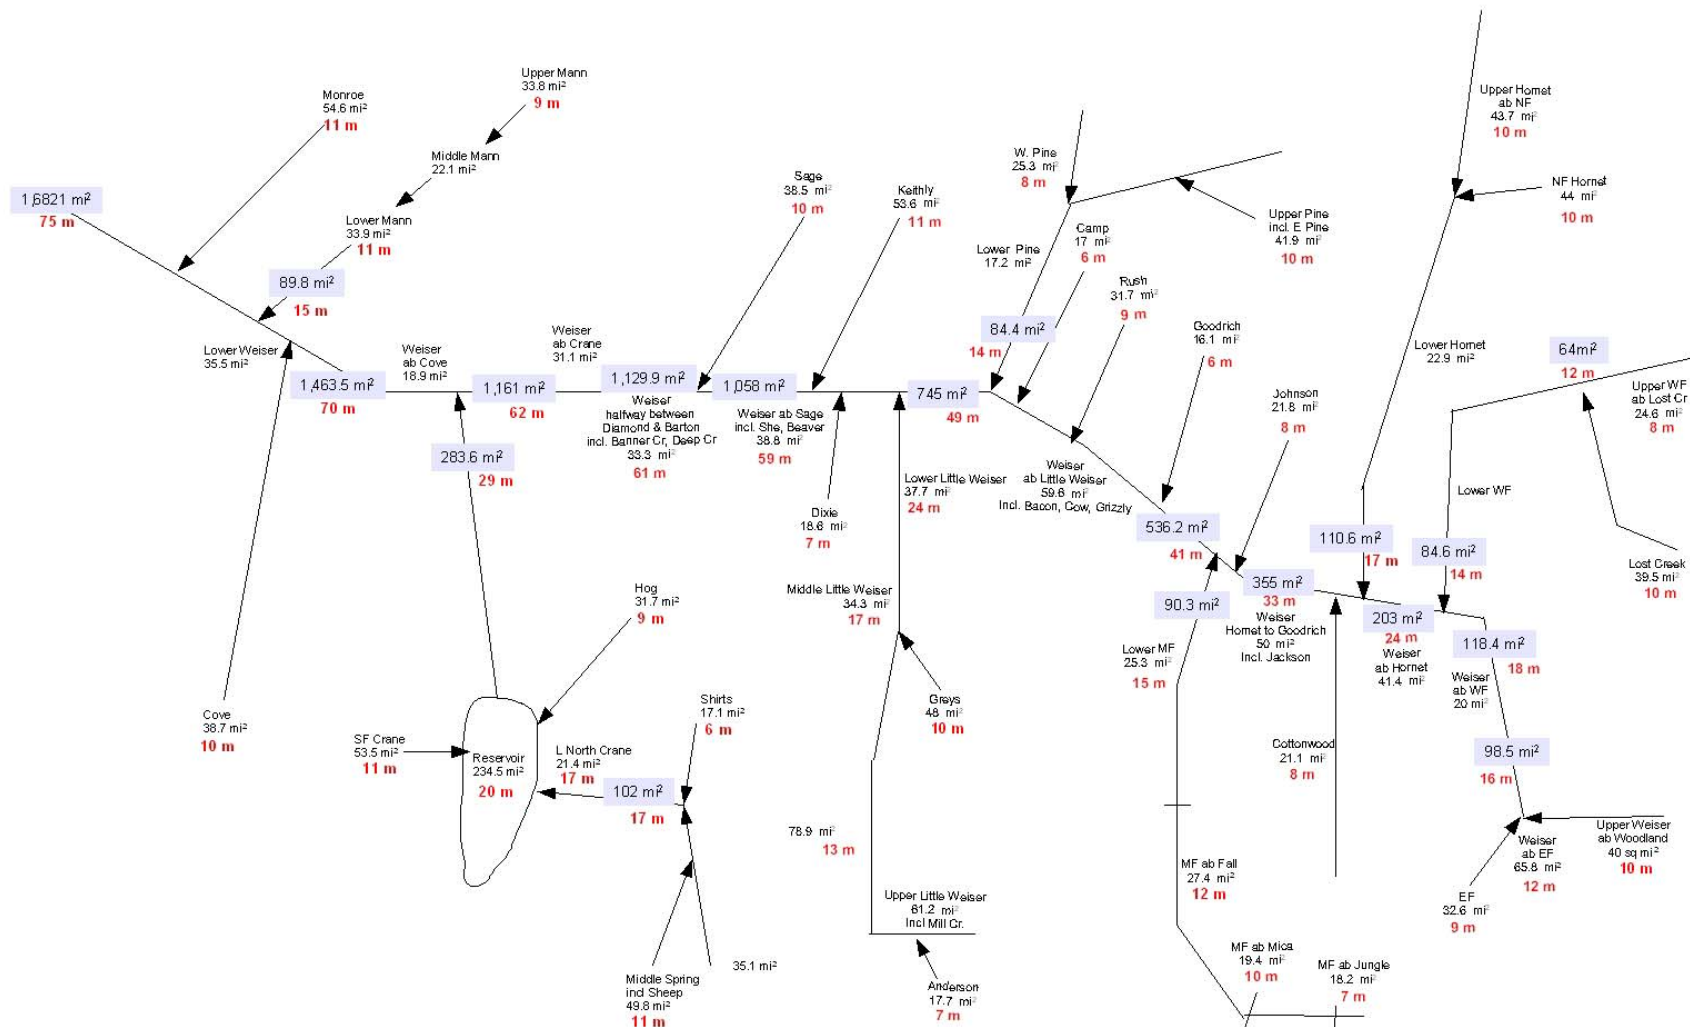 Upper Mann
33.8 mi²
9 m
Monroe
54.6 mi²
11 m
Middle Mann
22.1 mi²
Lower Mann
33.9 mi²
11 m
1,6821 mi²
75 m
89.8 mi²
15 m
Lower Weiser
35.5 mi²
1,463.5 mi²
70 m
Weiser
ab Cove
18.9 mi²
Weiser
ab Crane
31.1 mi²
1,161 mi²
62 m
1,129.9 mi²
Weiser
halfway between
Diamond & Barton
incl. Banner Cr, Deep Cr
33.3 mi²
61 m
Sage
38.5 mi²
10 m
1,058 mi²
Weiser ab Sage
incl. She, Beaver
38.8 mi²
59 m
Keithly
53.6 mi²
11 m
745 mi²
49 m
W. Pine
25.3 mi²
8 m
Upper Pine
incl. E Pine
41.9 mi²
10 m
Lower Pine
17.2 mi²
84.4 mi²
14 m
Camp
17 mi²
6 m
Rush
31.7 mi²
9 m
Goodrich
16.1 mi²
6 m
Johnson
21.8 mi²
8 m
Upper Hornet
ab NF
43.7 mi²
10 m
NF Hornet
44 mi²
10 m
Lower Hornet
22.9 mi²
64mi²
12 m
Upper WF
ab Lost Cr
24.6 mi²
8 m
Lower WF
Lost Creek
39.5 mi²
10 m
283.6 mi²
29 m
Dixie
18.6 mi²
7 m
Lower Little Weiser
37.7 mi²
24 m
Weiser
ab Little Weiser
59.6 mi²
Incl. Bacon, Cow, Grizzly
536.2 mi²
41 m
110.6 mi²
17 m
84.6 mi²
14 m
355 mi²
33 m
Weiser
Hornet to Goodrich
50 mi²
Incl. Jackson
203 mi²
24 m
Weiser
ab Hornet
41.4 mi²
118.4 mi²
18 m
Weiser
ab WF
20 mi²
90.3 mi²
Lower MF
25.3 mi²
15 m
Middle Little Weiser
34.3 mi²
17 m
Greys
48 mi²
10 m
Hog
31.7 mi²
9 m
Cove
38.7 mi²
10 m
SF Crane
53.5 mi²
11 m
Reservoir
234.5 mi²
20 m
L North Crane
21.4 mi²
17 m
Shirts
17.1 mi²
6 m
102 mi²
17 m
Cottonwood
21.1 mi²
8 m
98.5 mi²
16 m
78.9 mi²
13 m
Upper Weiser
ab Woodland
40 sq mi²
10 m
Weiser
ab EF
65.8 mi²
12 m
EF
32.6 mi²
9 m
MF ab Fall
27.4 mi²
12 m
Upper Little Weiser
61.2 mi²
Incl Mill Cr.
Anderson
17.7 mi²
7 m
Middle Spring
incl Sheep
49.8 mi²
11 m
35.1 mi²
MF ab Mica
19.4 mi²
10 m
MF ab Jungle
18.2 mi²
7 m